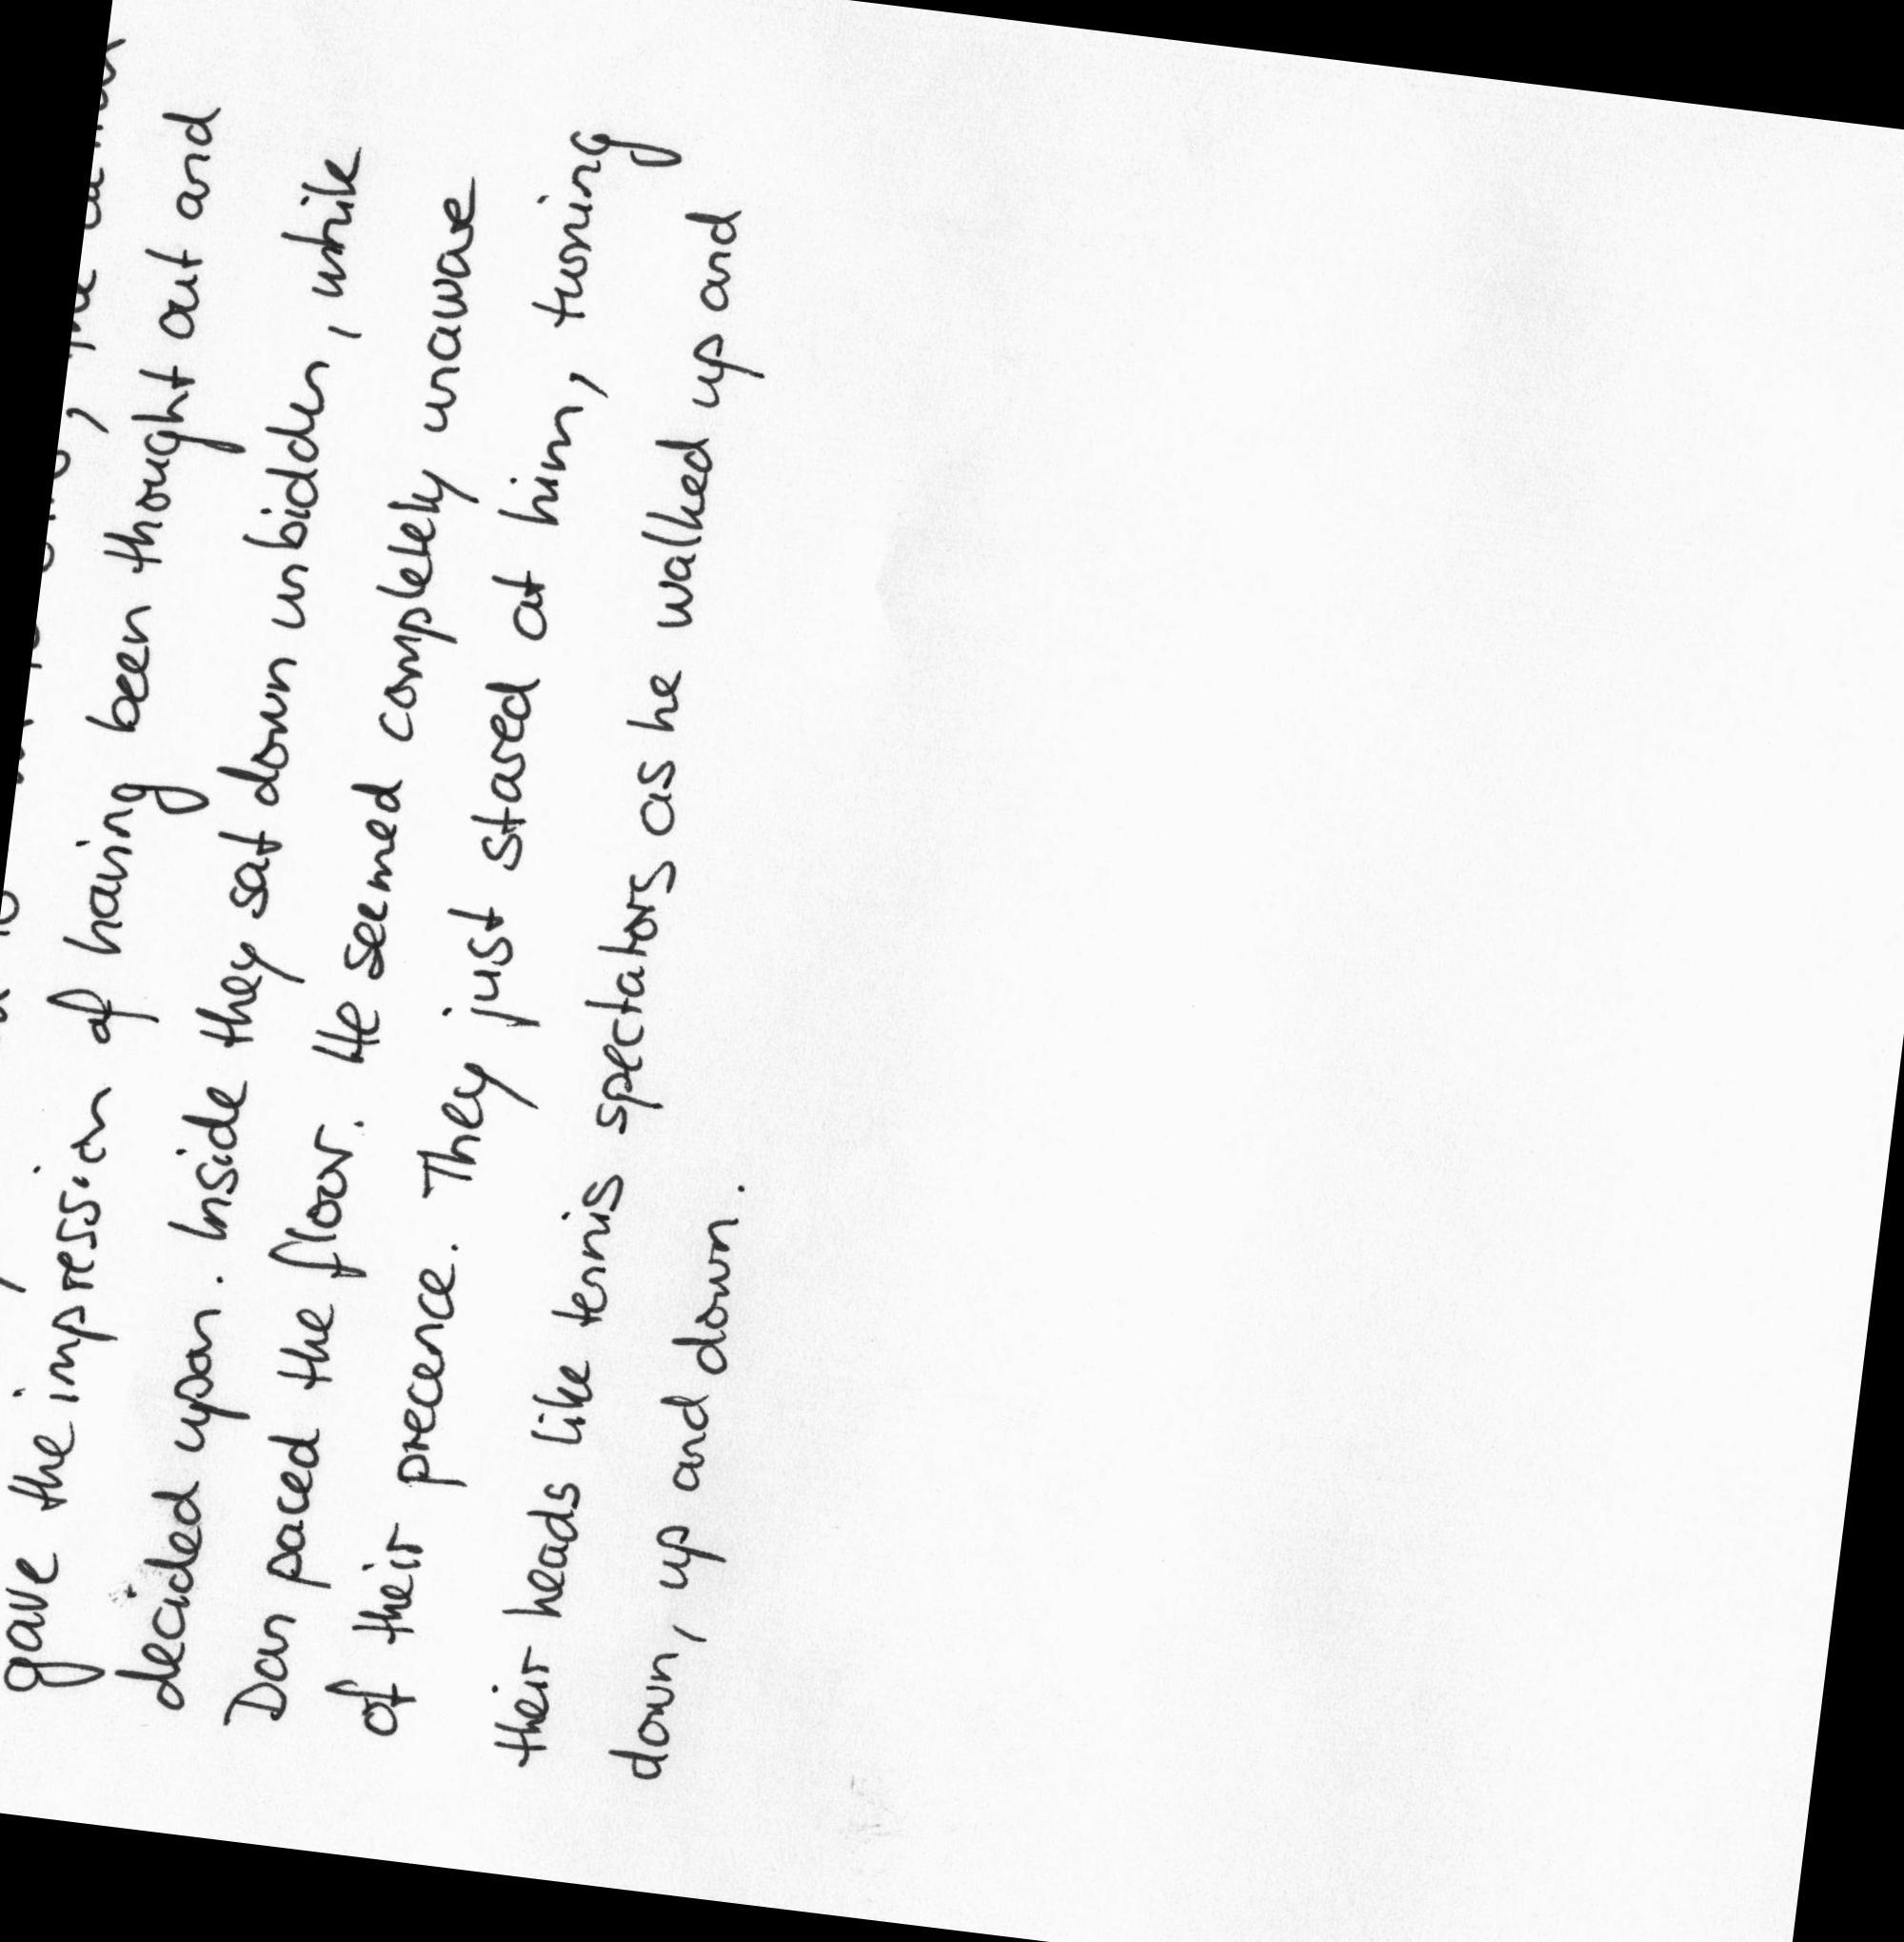 gave the impression of having been thought out and
decided upon. Inside they sat down unbidden, while
Dan paced the floor. He seemed completely unaware
of their precence. They just stared at him, turning
their heads like tennis spectators as he walked up and
down, up and down.